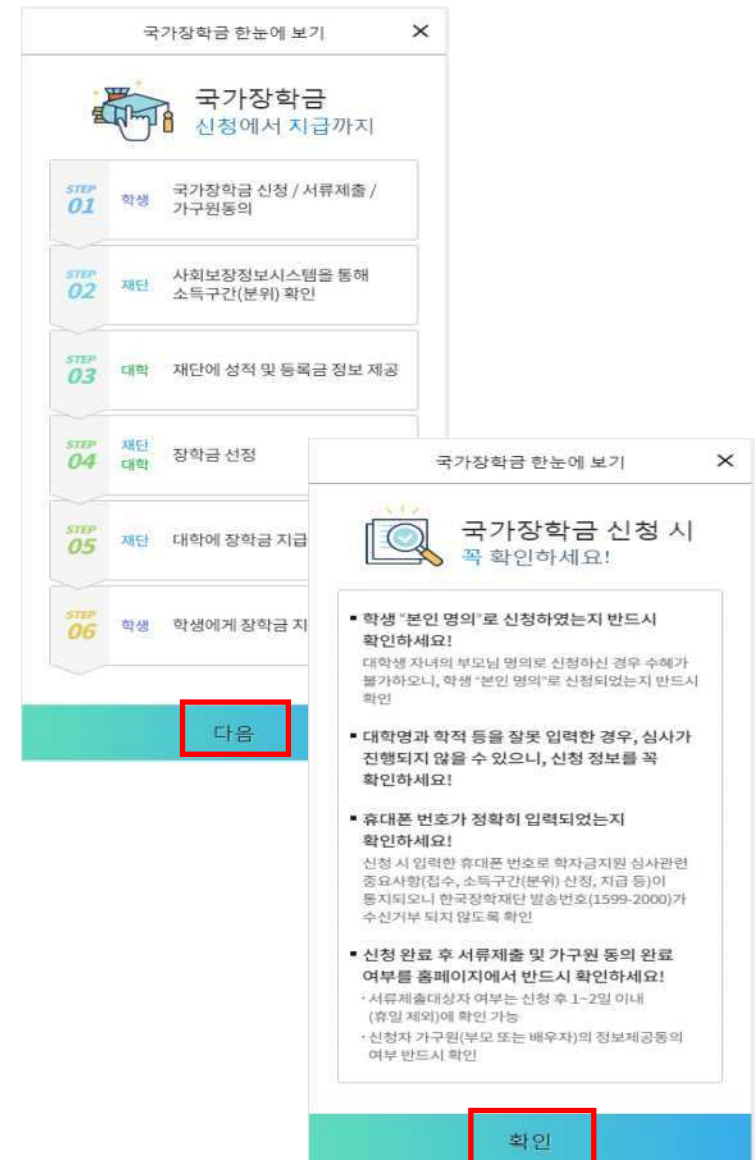 국가장학금 한눈에 보기 ×
국가장학금
신청에서 지급까지
STEP 01 학생 국가장학금 신청 / 서류제출 /
가구원동의
STEP 02 재단 사회보장정보시스템을 통해
소득구간(분위) 확인
STEP 03 대학 재단에 성적 및 등록금 정보 제공
STEP 04 재단 대학 장학금 선정
STEP 05 재단 대학에 장학금 지급
STEP 06 학생 학생에게 장학금 지
다음
국가장학금 한눈에 보기 ×
국가장학금 신청 시
꼭 확인하세요!
▪ 학생 "본인 명의"로 신청하였는지 반드시
확인하세요!
대학생 자녀의 부모님 명의로 신청하신 경우 수혜가
불가하오니, 학생 "본인 명의"로 신청되었는지 반드시
확인
▪ 대학명과 학적 등을 잘못 입력한 경우, 심사가
진행되지 않을 수 있으니, 신청 정보를 꼭
확인하세요!
▪ 휴대폰 번호가 정확히 입력되었는지
확인하세요!
신청 시 입력한 휴대폰 번호로 학자금지원 심사관련
중요사항(접수, 소득구간(분위) 산정, 지급 등)이
통지되오니 한국장학재단 발송번호(1599-2000)가
수신거부 되지 않도록 확인
▪ 신청 완료 후 서류제출 및 가구원 동의 완료
여부를 홈페이지에서 반드시 확인하세요!
· 서류제출대상자 여부는 신청 후 1~2일 이내
(휴일 제외)에 확인 가능
· 신청자 가구원(부모 또는 배우자)의 정보제공동의
여부 반드시 확인
확인